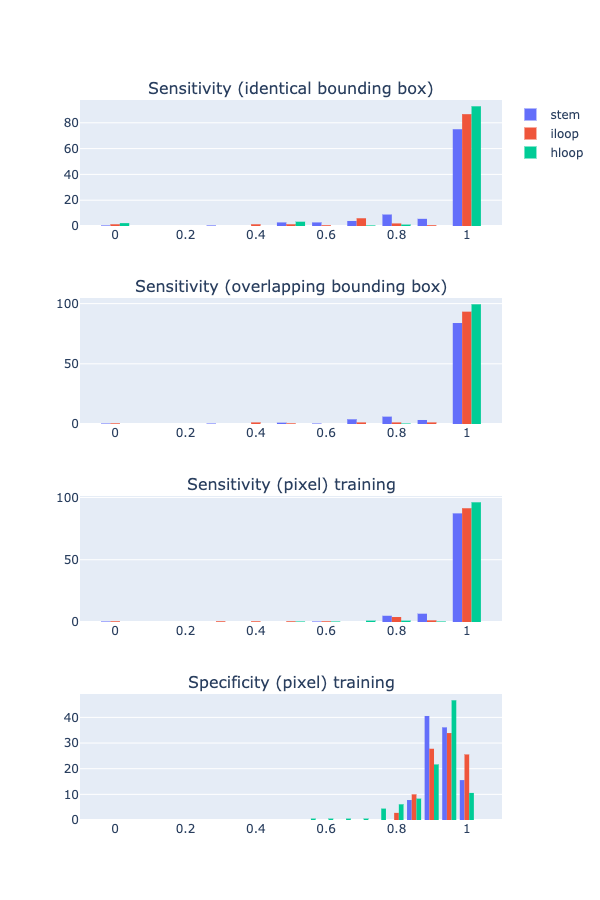 Sensitivity (identical bounding box)
80
60
40
20
0
0 0.2 0.4 0.6 0.8 1
stem
iloop
hloop
Sensitivity (overlapping bounding box)
100
50
0
0 0.2 0.4 0.6 0.8 1
Sensitivity (pixel) training
100
50
0
0 0.2 0.4 0.6 0.8 1
Specificity (pixel) training
40
30
20
10
0
0 0.2 0.4 0.6 0.8 1